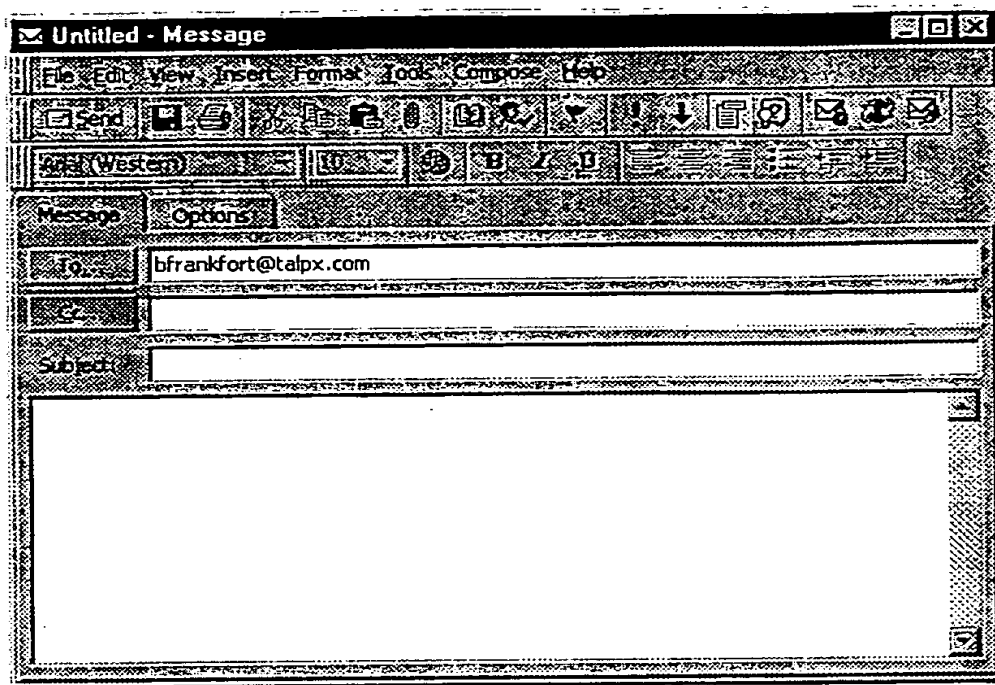 Untitled - Message
File Edit View Insert Format Tools Compose Help
Send
Arial (Western) 10 B I U
Message Options
To... bfrankfort@talpx.com
Cc...
Subject: